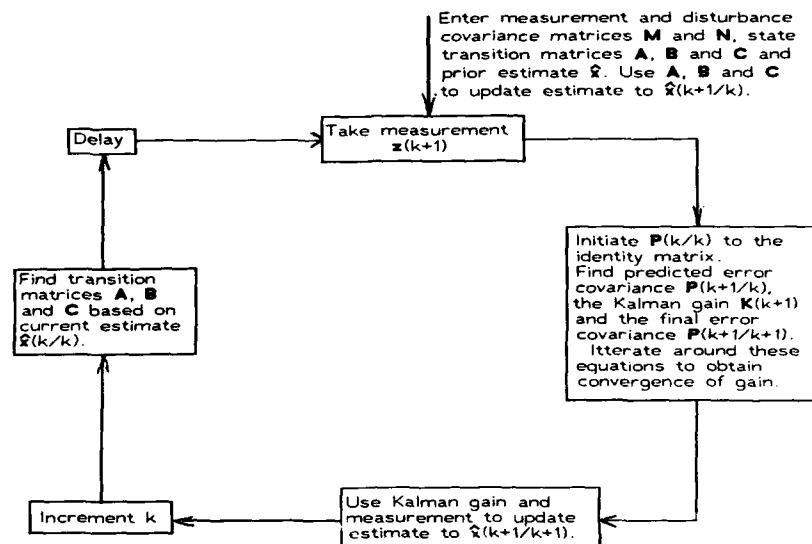 Enter measurement and disturbance
covariance matrices M and N, state
transition matrices A, B and C and
prior estimate x̂. Use A, B and C
to update estimate to x̂(k+1/k).
Delay
Take measurement
z(k+1)
Initiate P(k/k) to the
identity matrix.
Find predicted error
covariance P(k+1/k),
the Kalman gain K(k+1)
and the final error
covariance P(k+1/k+1).
Itterate around these
equations to obtain
convergence of gain.
Find transition
matrices A, B
and C based on
current estimate
x̂(k/k).
Increment k
Use Kalman gain and
measurement to update
estimate to x̂(k+1/k+1).